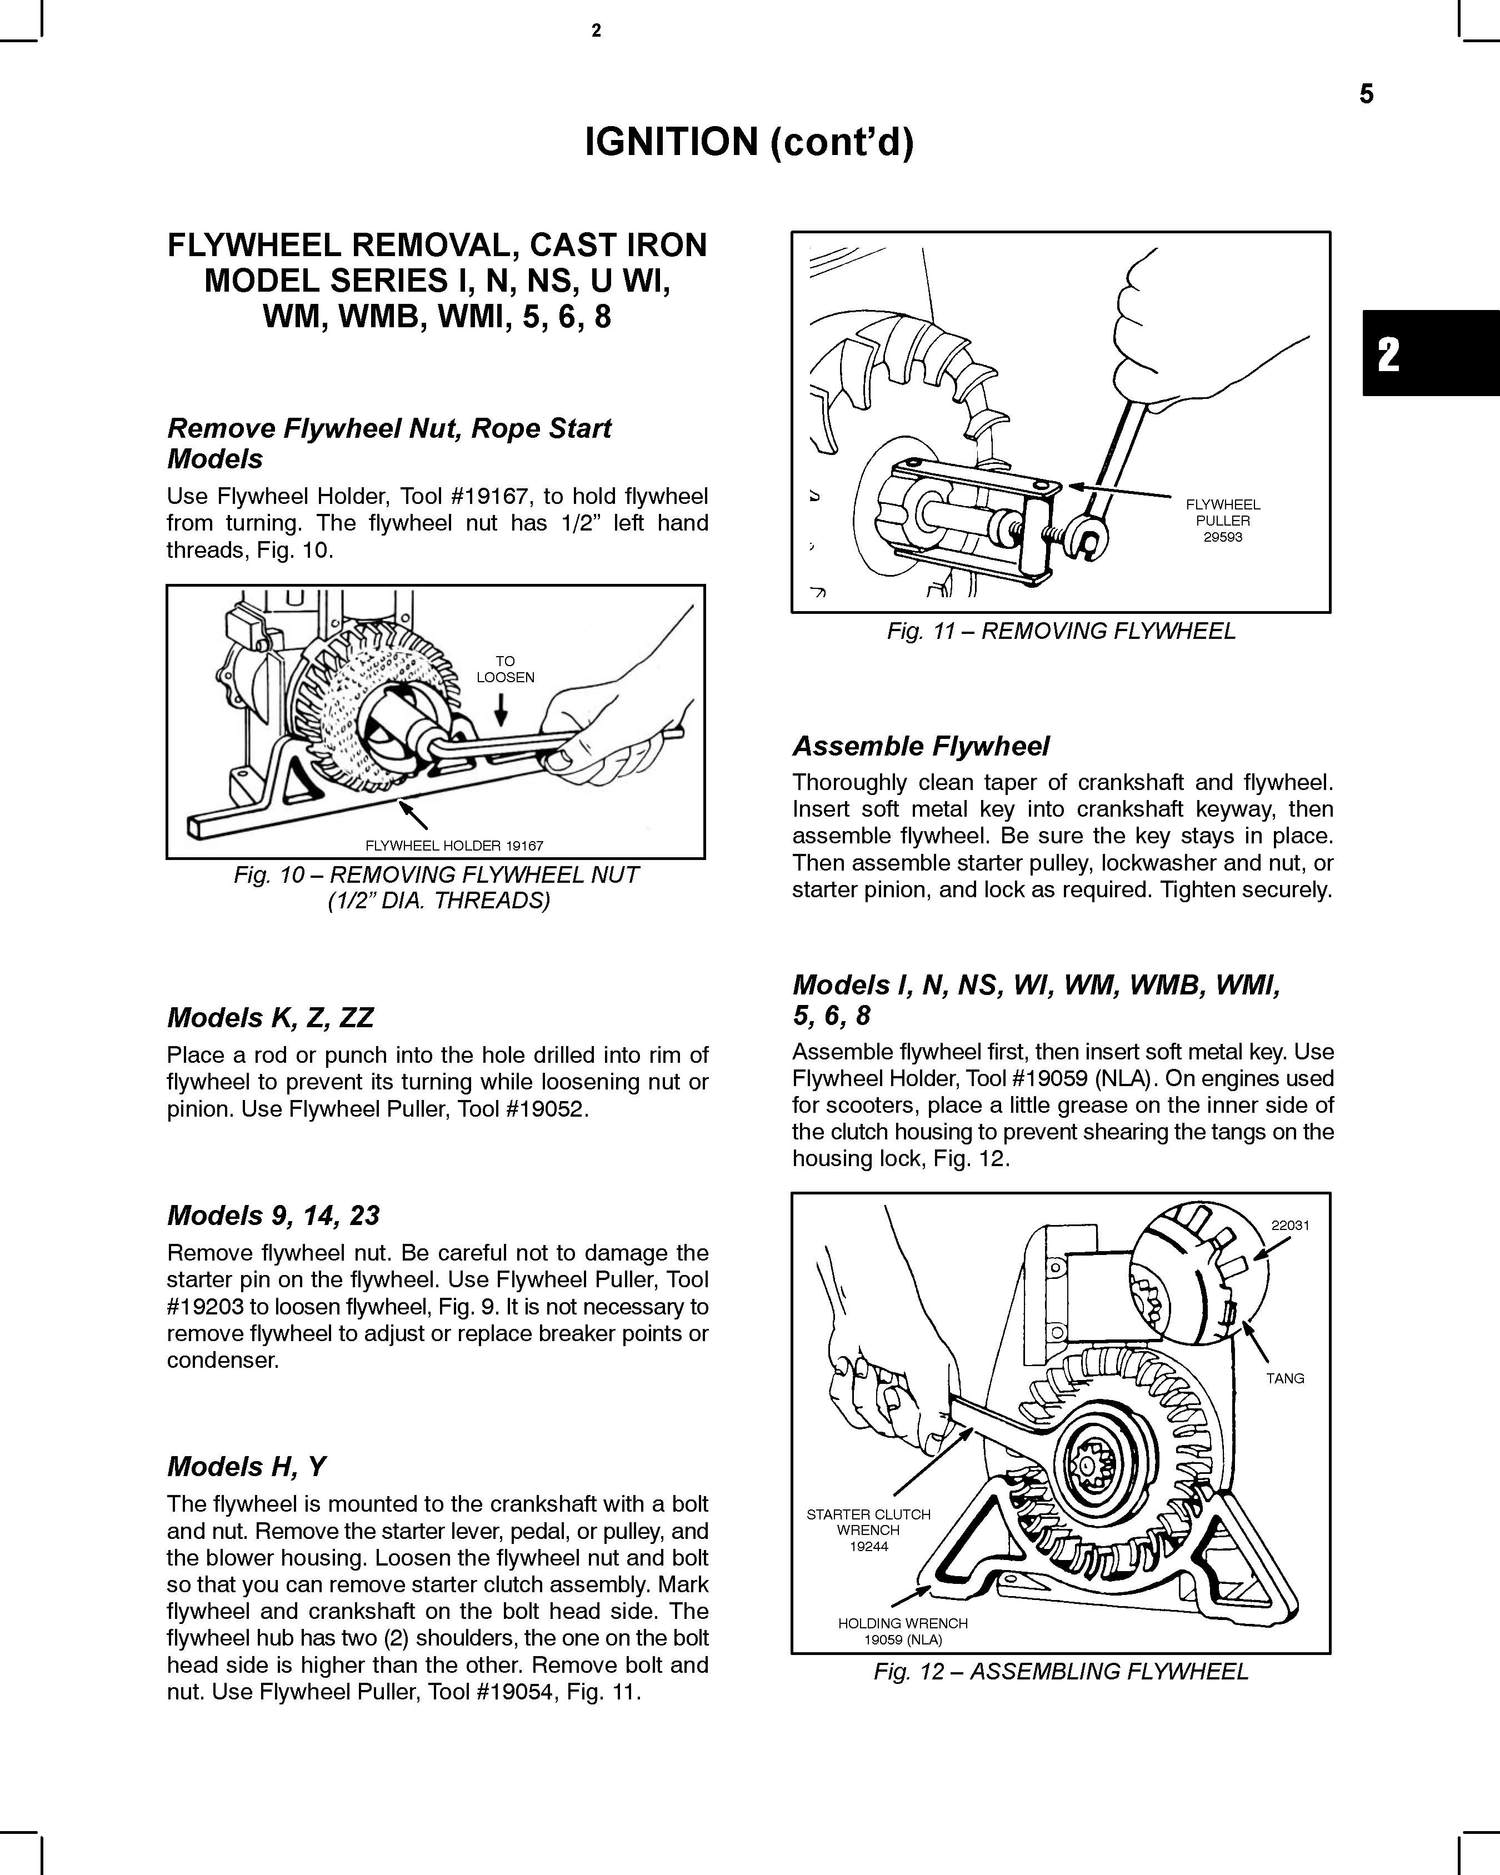 2
5
IGNITION (cont’d)
FLYWHEEL REMOVAL, CAST IRON
MODEL SERIES I, N, NS, U WI,
WM, WMB, WMI, 5, 6, 8
Remove Flywheel Nut, Rope Start
Models
Use Flywheel Holder, Tool #19167, to hold flywheel
from turning. The flywheel nut has 1/2” left hand
threads, Fig. 10.
TO
LOOSEN
FLYWHEEL HOLDER 19167
Fig. 10 – REMOVING FLYWHEEL NUT
(1/2” DIA. THREADS)
Models K, Z, ZZ
Place a rod or punch into the hole drilled into rim of
flywheel to prevent its turning while loosening nut or
pinion. Use Flywheel Puller, Tool #19052.
Models 9, 14, 23
Remove flywheel nut. Be careful not to damage the
starter pin on the flywheel. Use Flywheel Puller, Tool
#19203 to loosen flywheel, Fig. 9. It is not necessary to
remove flywheel to adjust or replace breaker points or
condenser.
Models H, Y
The flywheel is mounted to the crankshaft with a bolt
and nut. Remove the starter lever, pedal, or pulley, and
the blower housing. Loosen the flywheel nut and bolt
so that you can remove starter clutch assembly. Mark
flywheel and crankshaft on the bolt head side. The
flywheel hub has two (2) shoulders, the one on the bolt
head side is higher than the other. Remove bolt and
nut. Use Flywheel Puller, Tool #19054, Fig. 11.
FLYWHEEL
PULLER
29593
Fig. 11 – REMOVING FLYWHEEL
2
Assemble Flywheel
Thoroughly clean taper of crankshaft and flywheel.
Insert soft metal key into crankshaft keyway, then
assemble flywheel. Be sure the key stays in place.
Then assemble starter pulley, lockwasher and nut, or
starter pinion, and lock as required. Tighten securely.
Models I, N, NS, WI, WM, WMB, WMI,
5, 6, 8
Assemble flywheel first, then insert soft metal key. Use
Flywheel Holder, Tool #19059 (NLA). On engines used
for scooters, place a little grease on the inner side of
the clutch housing to prevent shearing the tangs on the
housing lock, Fig. 12.
22031
TANG
STARTER CLUTCH
WRENCH
19244
HOLDING WRENCH
19059 (NLA)
Fig. 12 – ASSEMBLING FLYWHEEL